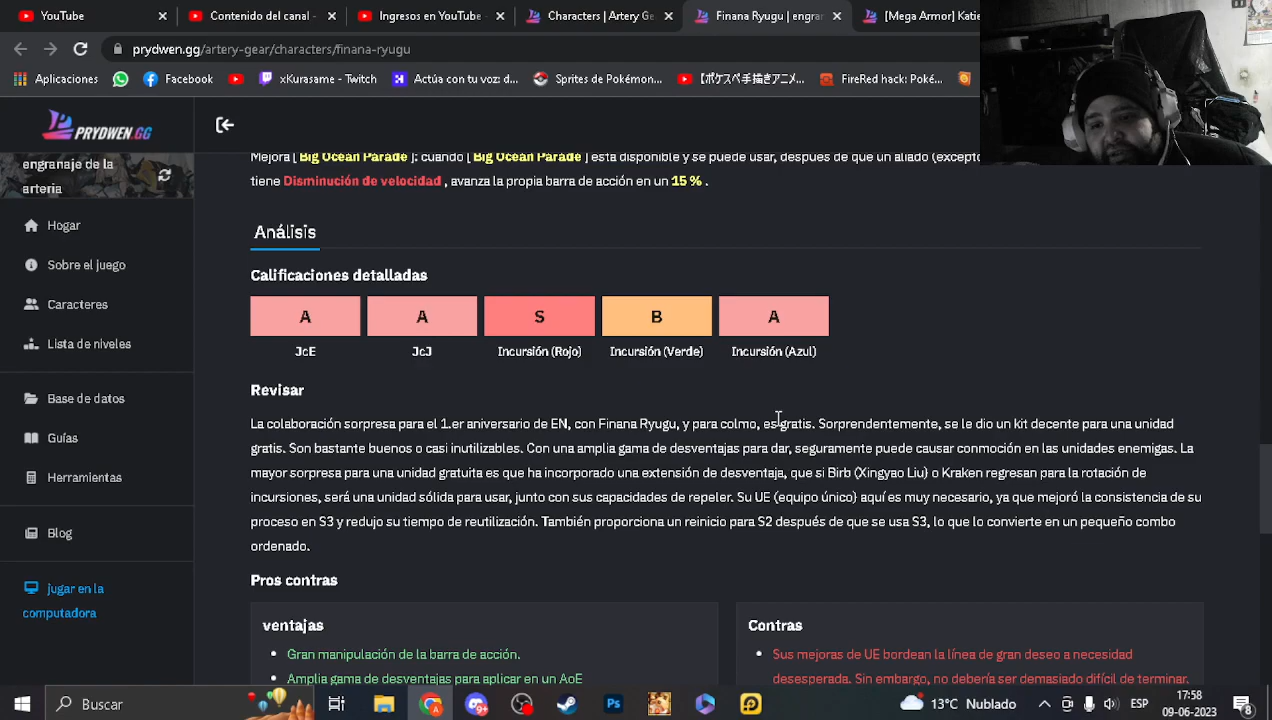 YouTube
Contenido del canal -
Ingresos en YouTube -
Characters | Artery Ge
Finana Ryugu | engrar
[Mega Armor] Katie
prydwen.gg/artery-gear/characters/finana-ryugu
Aplicaciones
Facebook
xKurasame - Twitch
Actúa con tu voz: d...
Sprites de Pokémon...
【ポケスペ手描きアニメ...
FireRed hack: Poké...
PRYDWEN.GG
engranaje de la
arteria
Hogar
Sobre el juego
Caracteres
Lista de niveles
Base de datos
Guías
Herramientas
Blog
jugar en la
computadora
Mejora [ Big Ocean Parade ]: cuando [ Big Ocean Parade ] está disponible y se puede usar, después de que un aliado (excepto
tiene Disminución de velocidad , avanza la propia barra de acción en un 15 % .
Análisis
Calificaciones detalladas
A
A
S
B
A
JcE
JcJ
Incursión (Rojo)
Incursión (Verde)
Incursión (Azul)
Revisar
La colaboración sorpresa para el 1.er aniversario de EN, con Finana Ryugu, y para colmo, es gratis. Sorprendentemente, se le dio un kit decente para una unidad
gratis. Son bastante buenos o casi inutilizables. Con una amplia gama de desventajas para dar, seguramente puede causar conmoción en las unidades enemigas. La
mayor sorpresa para una unidad gratuita es que ha incorporado una extensión de desventaja, que si Birb (Xingyao Liu) o Kraken regresan para la rotación de
incursiones, será una unidad sólida para usar, junto con sus capacidades de repeler. Su UE (equipo único) aquí es muy necesario, ya que mejoró la consistencia de su
proceso en S3 y redujo su tiempo de reutilización. También proporciona un reinicio para S2 después de que se usa S3, lo que lo convierte en un pequeño combo
ordenado.
Pros contras
ventajas
Gran manipulación de la barra de acción.
Amplia gama de desventajas para aplicar en un AoE
Contras
Sus mejoras de UE bordean la línea de gran deseo a necesidad
desesperada. Sin embargo, no debería ser demasiado difícil de terminar.
Buscar
9+
Ps
13°C Nublado
ESP
17:58
09-06-2023
8